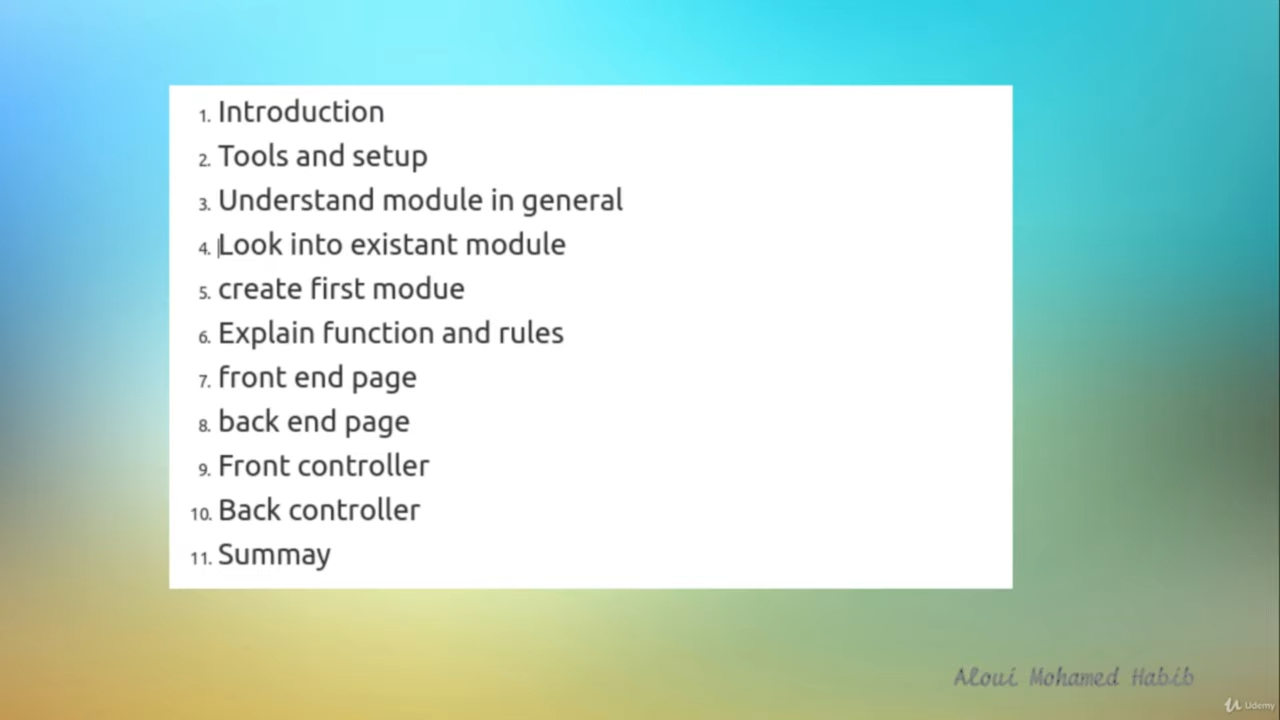 1. Introduction
2. Tools and setup
3. Understand module in general
4. Look into existant module
5. create first modue
6. Explain function and rules
7. front end page
8. back end page
9. Front controller
10. Back controller
11. Summay
Aloui Mohamed Habib
Udemy